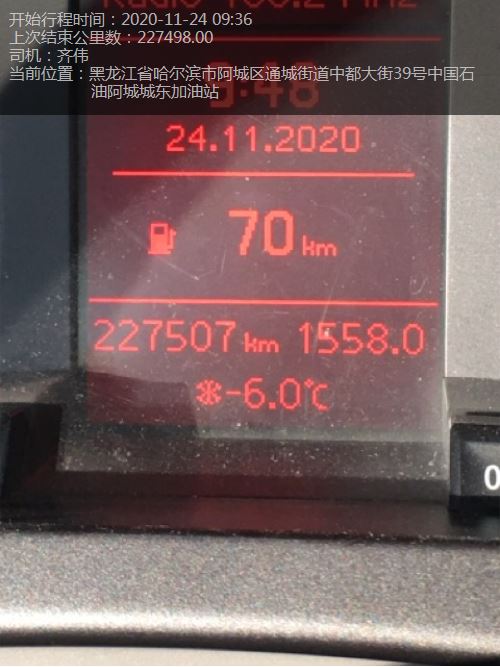 开始行程时间：2020-11-24 09:36
上次结束公里数：227498.00
司机：齐伟
当前位置：黑龙江省哈尔滨市阿城区通城街道中都大街39号中国石
油阿城城东加油站
9:48
24.11.2020
70 km
227507 km 1558.0
-6.0℃
0